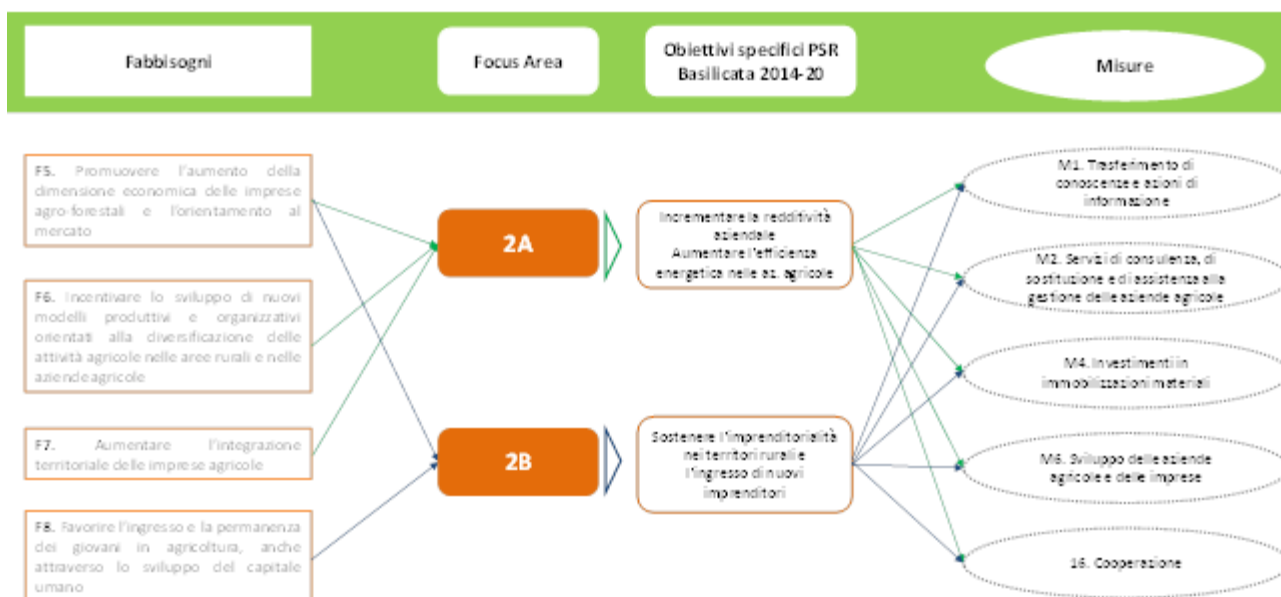 Fabbisogni
Focus Area
Obiettivi specifici PSR
Basilicata 2014-20
Misure
F5. Promuovere l'aumento della
dimensione economica delle imprese
agro-forestali e l'orientamento al
mercato
F6. Incentivare lo sviluppo di nuovi
modelli produttivi e organizzativi
orientati alla diversificazione delle
attività agricole nelle aree rurali e nelle
aziende agricole
F7. Aumentare l'integrazione
territoriale delle imprese agricole
F8. Favorire l'ingresso e la permanenza
dei giovani in agricoltura, anche
attraverso lo sviluppo del capitale
umano
2A
2B
Incrementare la redditività
aziendale
Aumentare l'efficienza
energetica nelle az. agricole
Sostenere l'imprenditorialità
nei territori rurali e
l'ingresso di nuovi
imprenditori
M1. Trasferimento di
conoscenze e azioni di
informazione
M2. Servizi di consulenza, di
sostituzione e di assistenza alla
gestione delle aziende agricole
M4. Investimenti in
immobilizzazioni materiali
M6. Sviluppo delle aziende
agricole e delle imprese
16. Cooperazione